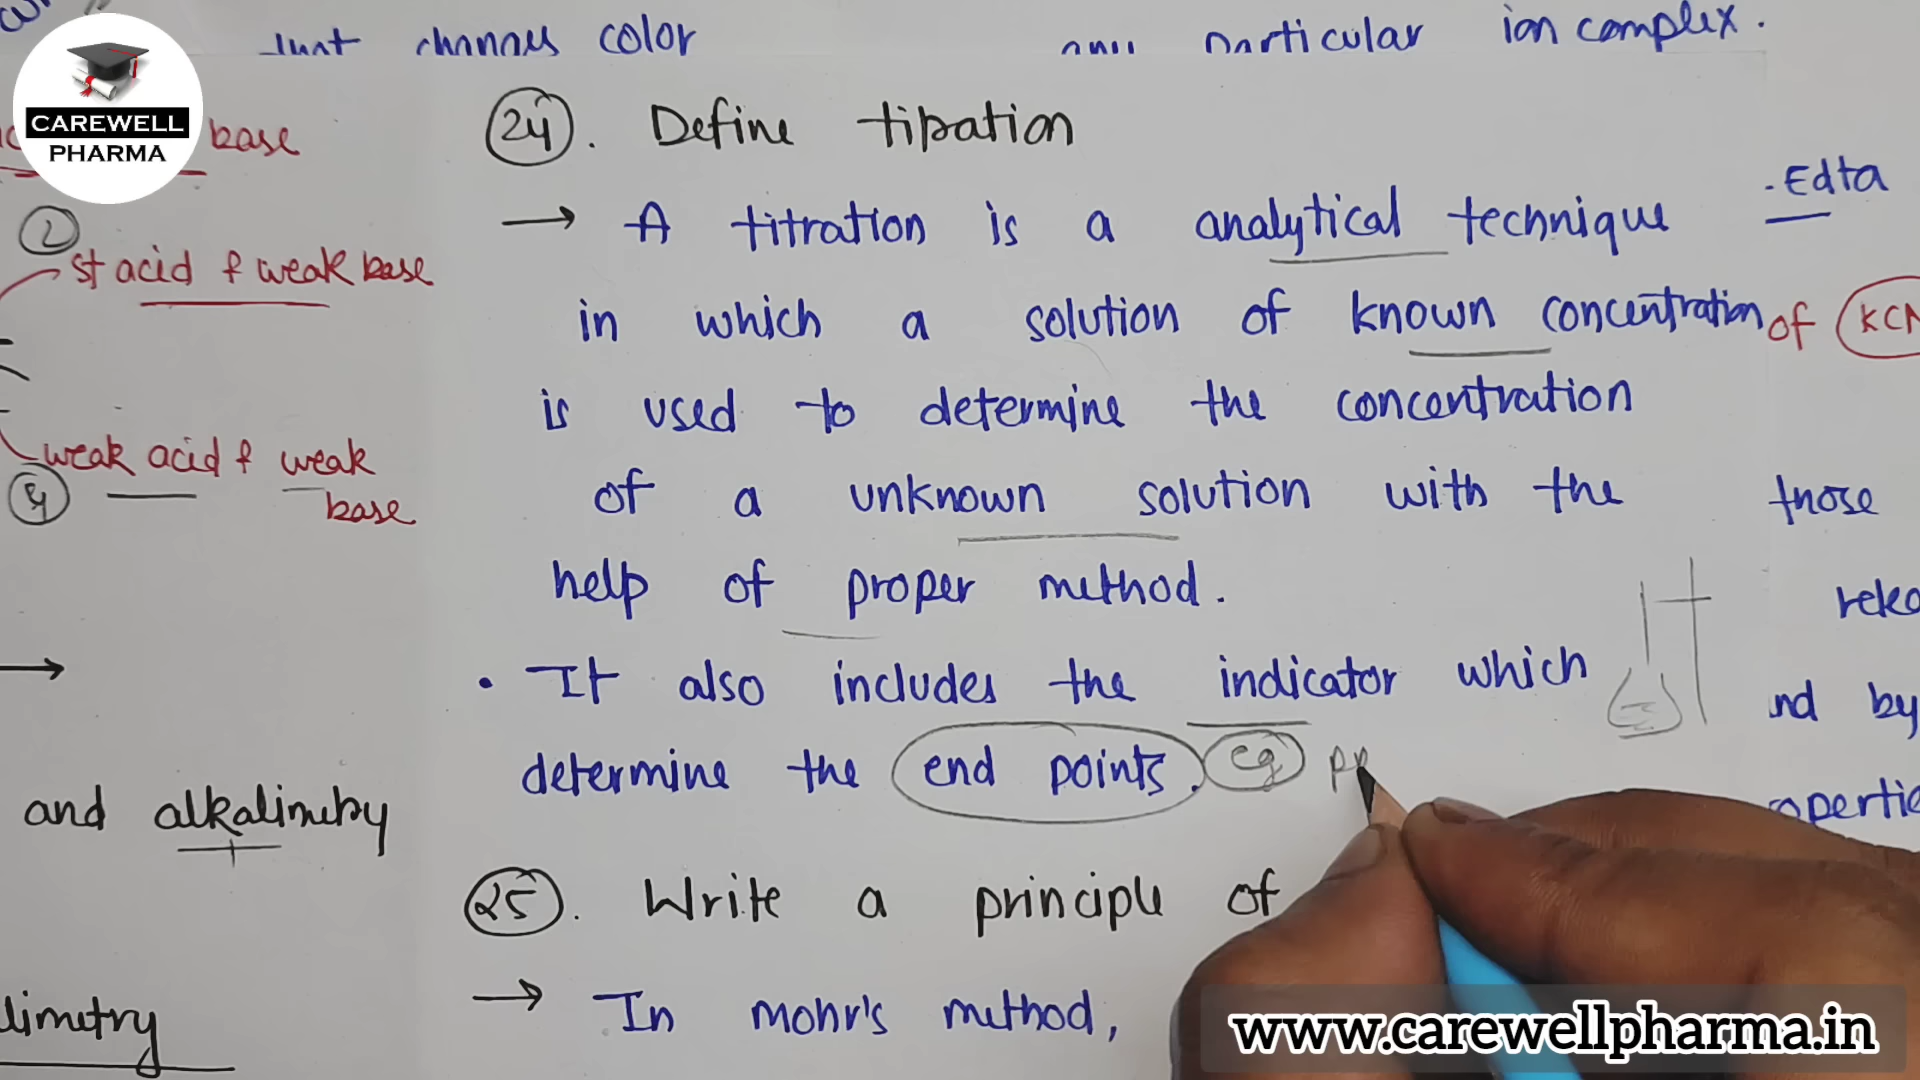 changes color
particular ion complex.
CAREWELL
PHARMA
base
2
st acid & weak base
weak acid & weak
base
and alkalimetry
limetry
24. Define titration
→ A titration is a analytical technique
in which a solution of known concentration
is used to determine the concentration
of a unknown solution with the
help of proper method.
• It also includes the indicator which
determine the end points. eg
25. Write a principle of
→ In mohr's method,
Edta
of KCN
those
nd by
www.carewellpharma.in